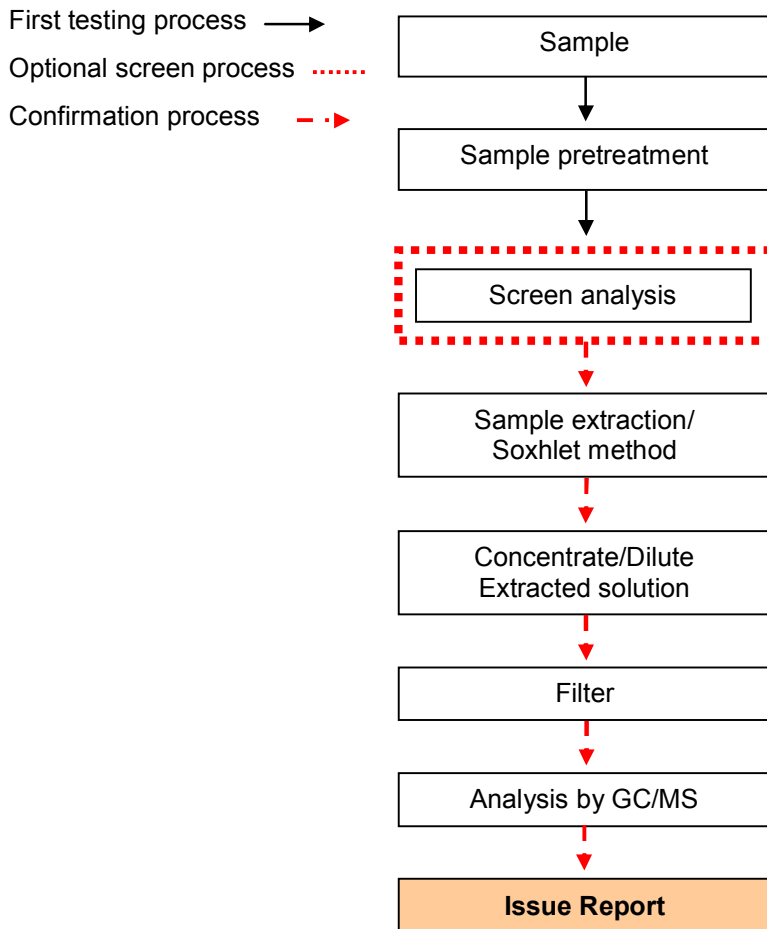 First testing process
Optional screen process
Confirmation process
Sample
Sample pretreatment
Screen analysis
Sample extraction/
Soxhlet method
Concentrate/Dilute
Extracted solution
Filter
Analysis by GC/MS
Issue Report